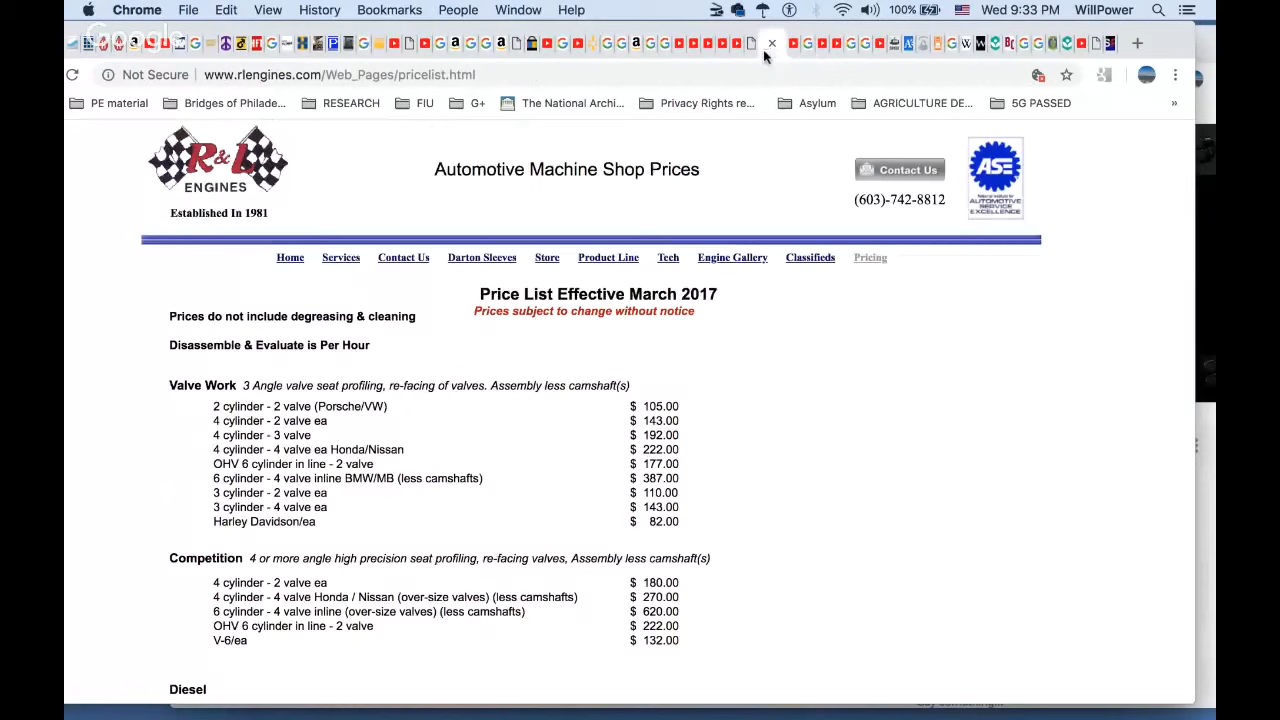 Chrome File Edit View History Bookmarks People Window Help 100% Wed 9:33 PM WillPower
Google
Not Secure www.rlengines.com/Web_Pages/pricelist.html
PE material Bridges of Philade... RESEARCH FIU G+ The National Archi... Privacy Rights re... Asylum AGRICULTURE DE... 5G PASSED »
R&L
ENGINES
Established In 1981
Automotive Machine Shop Prices
Contact Us
(603)-742-8812
ASE
AUTOMOTIVE
SERVICE
EXCELLENCE
Home Services Contact Us Darton Sleeves Store Product Line Tech Engine Gallery Classifieds Pricing
Price List Effective March 2017
Prices subject to change without notice
Prices do not include degreasing & cleaning
Disassemble & Evaluate is Per Hour
Valve Work 3 Angle valve seat profiling, re-facing of valves. Assembly less camshaft(s)
2 cylinder - 2 valve (Porsche/VW) $ 105.00
4 cylinder - 2 valve ea $ 143.00
4 cylinder - 3 valve $ 192.00
4 cylinder - 4 valve ea Honda/Nissan $ 222.00
OHV 6 cylinder in line - 2 valve $ 177.00
6 cylinder - 4 valve inline BMW/MB (less camshafts) $ 387.00
3 cylinder - 2 valve ea $ 110.00
3 cylinder - 4 valve ea $ 143.00
Harley Davidson/ea $ 82.00
Competition 4 or more angle high precision seat profiling, re-facing valves, Assembly less camshaft(s)
4 cylinder - 2 valve ea $ 180.00
4 cylinder - 4 valve Honda / Nissan (over-size valves) (less camshafts) $ 270.00
6 cylinder - 4 valve inline (over-size valves) (less camshafts) $ 620.00
OHV 6 cylinder in line - 2 valve $ 222.00
V-6/ea $ 132.00
Diesel